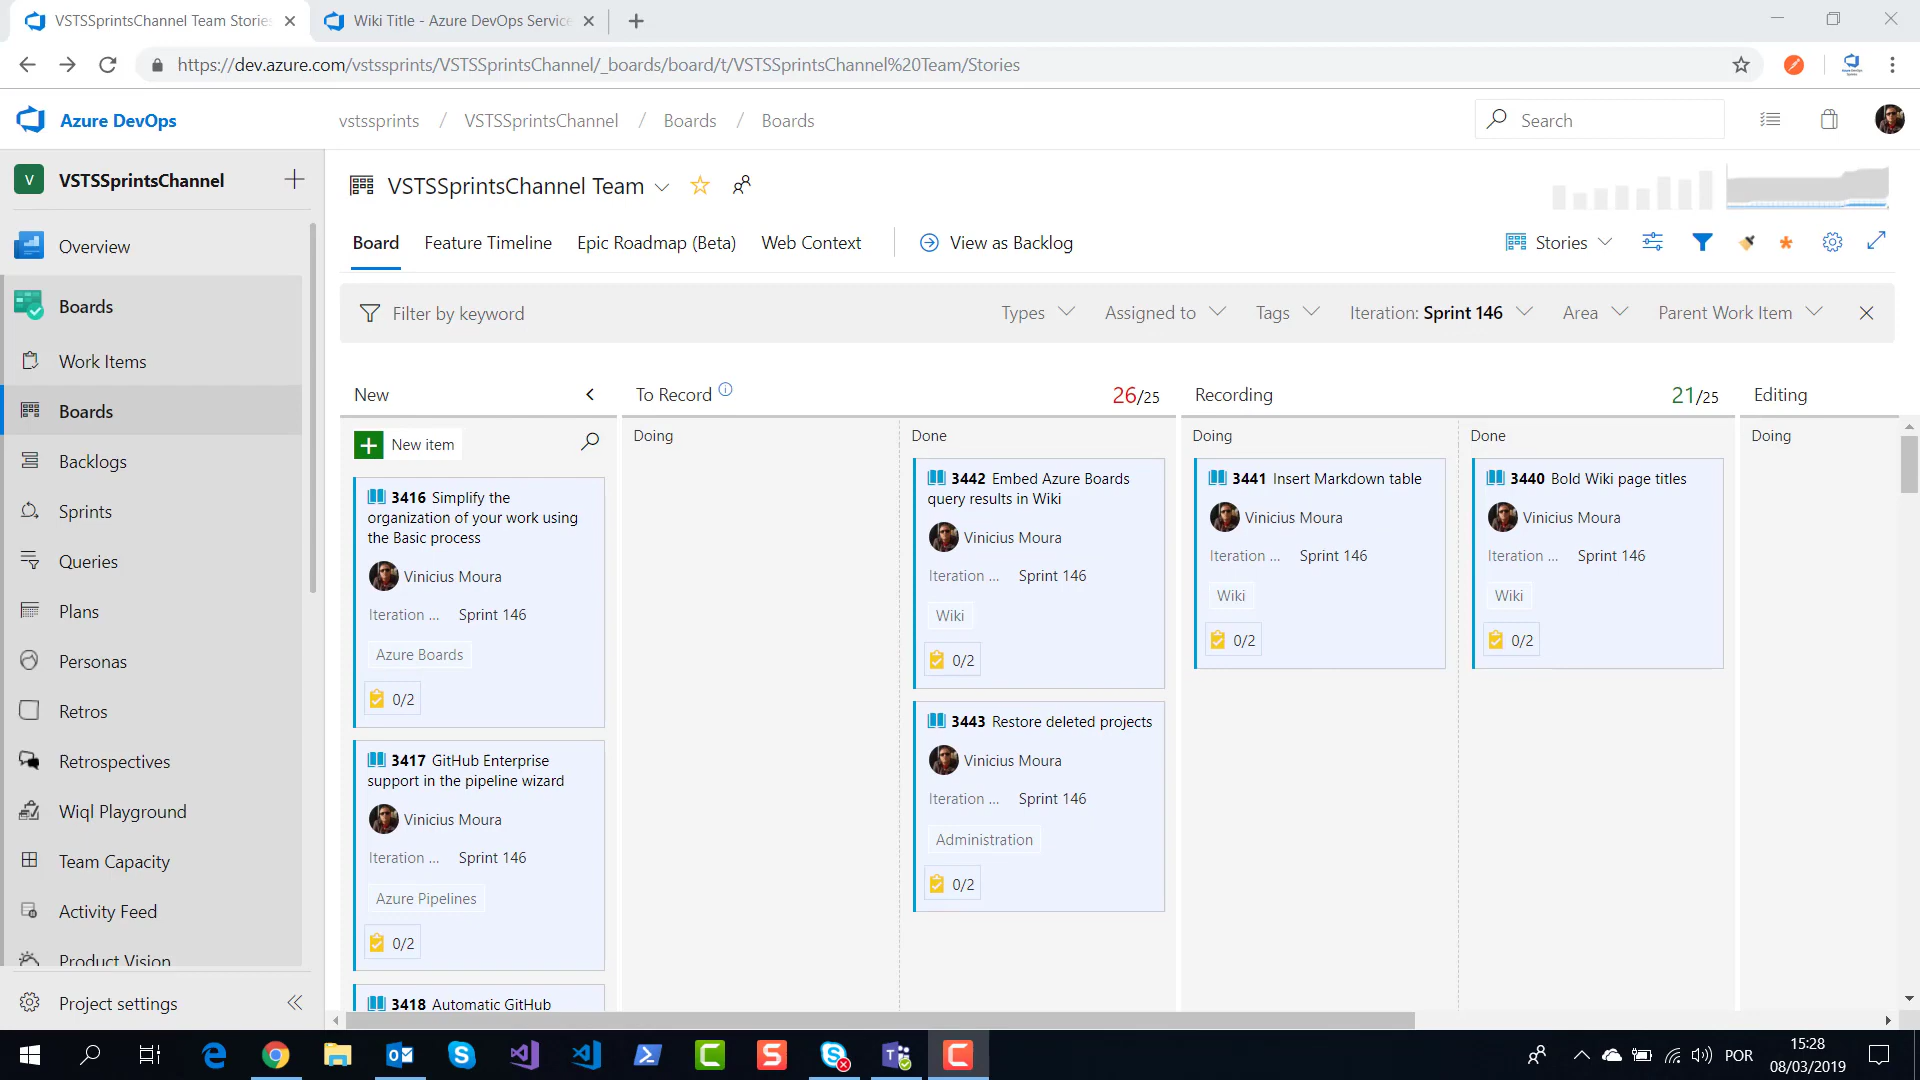 VSTSSprintsChannel Team Stories
Wiki Title - Azure DevOps Service
https://dev.azure.com/vstssprints/VSTSSprintsChannel/_boards/board/t/VSTSSprintsChannel%20Team/Stories
Azure DevOps
vstssprints / VSTSSprintsChannel / Boards / Boards
Search
V VSTSSprintsChannel
VSTSSprintsChannel Team
Overview
Boards
Work Items
Boards
Backlogs
Sprints
Queries
Plans
Personas
Retros
Retrospectives
Wiql Playground
Team Capacity
Activity Feed
Product Vision
Project settings
Board Feature Timeline Epic Roadmap (Beta) Web Context View as Backlog
Stories
Filter by keyword
Types Assigned to Tags Iteration: Sprint 146 Area Parent Work Item
New
New item
3416 Simplify the
organization of your work using
the Basic process
Vinicius Moura
Iteration ... Sprint 146
Azure Boards
0/2
3417 GitHub Enterprise
support in the pipeline wizard
Vinicius Moura
Iteration ... Sprint 146
Azure Pipelines
0/2
3418 Automatic GitHub
To Record 26/25
Doing
Done
3442 Embed Azure Boards
query results in Wiki
Vinicius Moura
Iteration ... Sprint 146
Wiki
0/2
3443 Restore deleted projects
Vinicius Moura
Iteration ... Sprint 146
Administration
0/2
Recording 21/25
Doing
3441 Insert Markdown table
Vinicius Moura
Iteration ... Sprint 146
Wiki
0/2
Done
3440 Bold Wiki page titles
Vinicius Moura
Iteration ... Sprint 146
Wiki
0/2
Editing
Doing
POR
15:28
08/03/2019